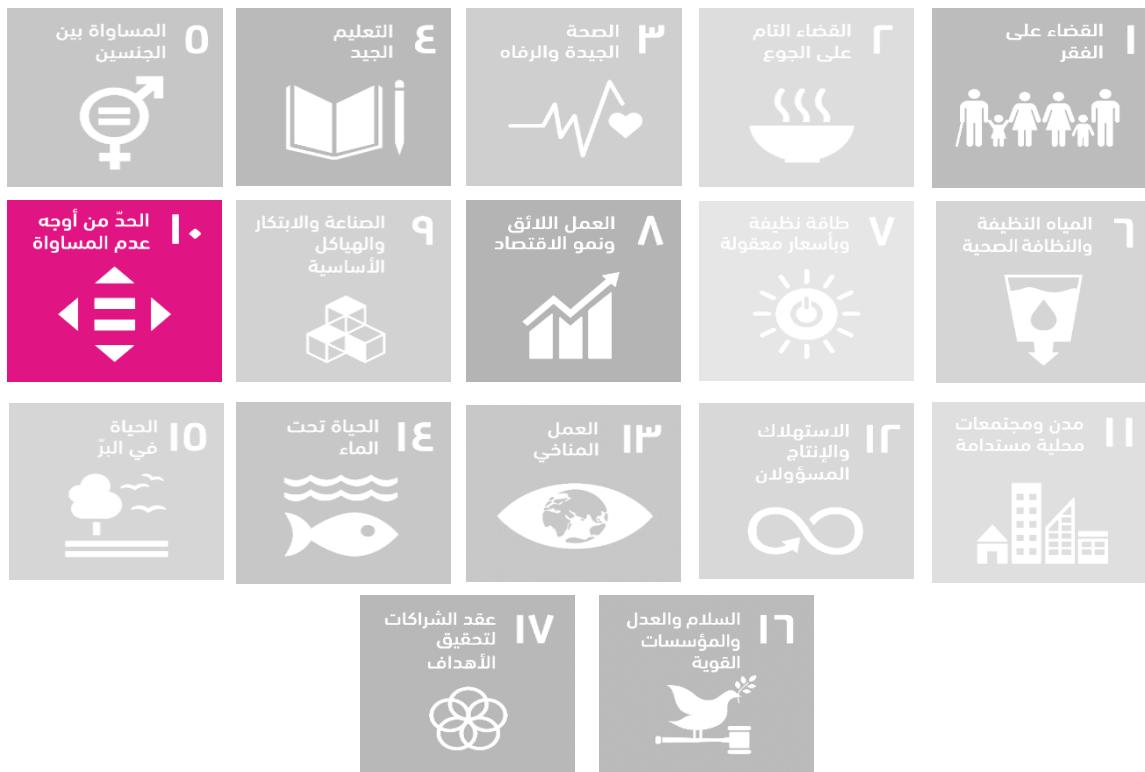 ١
القضاء على
الفقر
٢
القضاء التام
على الجوع
٣
الصحة
الجيدة والرفاه
٤
التعليم
الجيد
٥
المساواة بين
الجنسين
٦
المياه النظيفة
والنظافة الصحية
٧
طاقة نظيفة
وبأسعار معقولة
٨
العمل اللائق
ونمو الاقتصاد
٩
الصناعة والابتكار
والهياكل
الأساسية
١٠
الحدّ من أوجه
عدم المساواة
١١
مدن ومجتمعات
محلية مستدامة
١٢
الاستهلاك
والإنتاج
المسؤولان
١٣
العمل
المناخي
١٤
الحياة تحت
الماء
١٥
الحياة
في البرّ
١٦
السلام والعدل
والمؤسسات
القوية
١٧
عقد الشراكات
لتحقيق
الأهداف